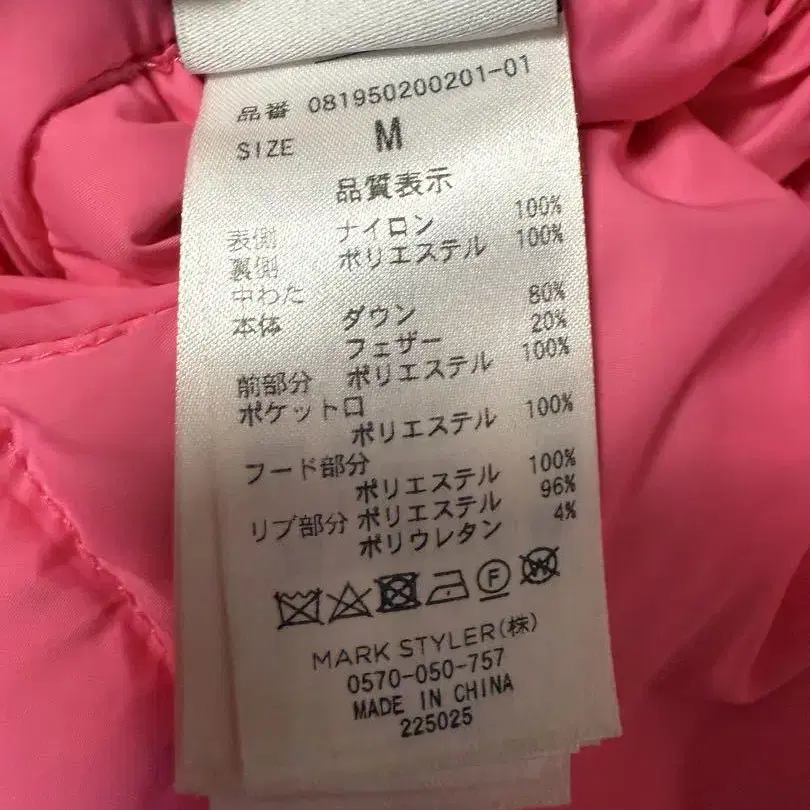 品番 081950200201-01
SIZE M
品質表示
表側 ナイロン 100%
裏側 ポリエステル 100%
中わた
本体 ダウン 80%
フェザー 20%
前部分 ポリエステル 100%
ポケット口
ポリエステル 100%
フード部分
ポリエステル 100%
リブ部分 ポリエステル 96%
ポリウレタン 4%
F W
MARK STYLER(株)
0570-050-757
MADE IN CHINA
225025